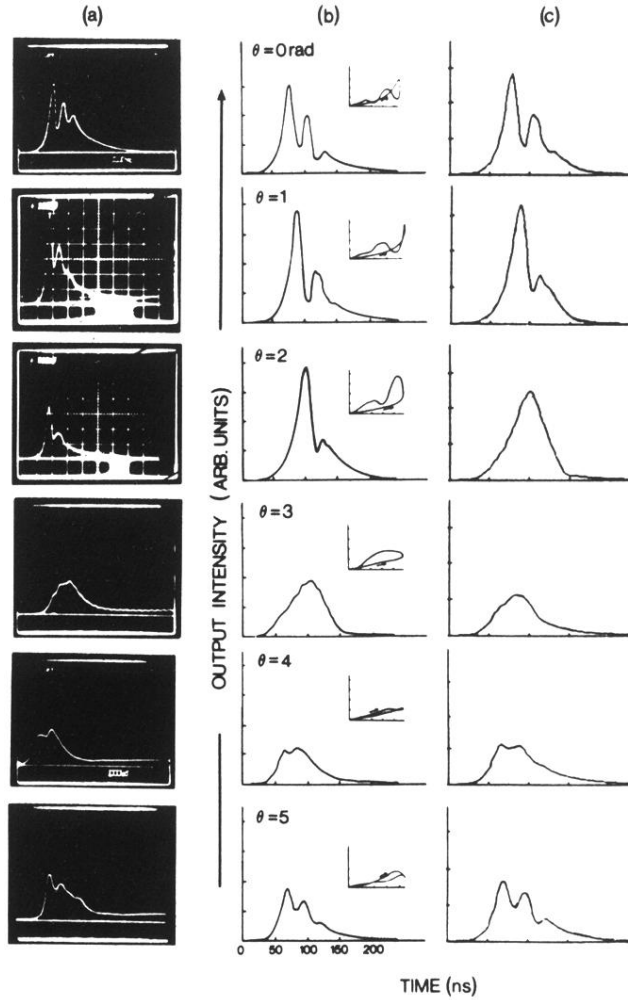 (a) (b) (c)
θ = 0 rad
θ = 1
θ = 2
θ = 3
θ = 4
θ = 5
OUTPUT INTENSITY ( ARB. UNITS)
0 50 100 150 200
TIME (ns)